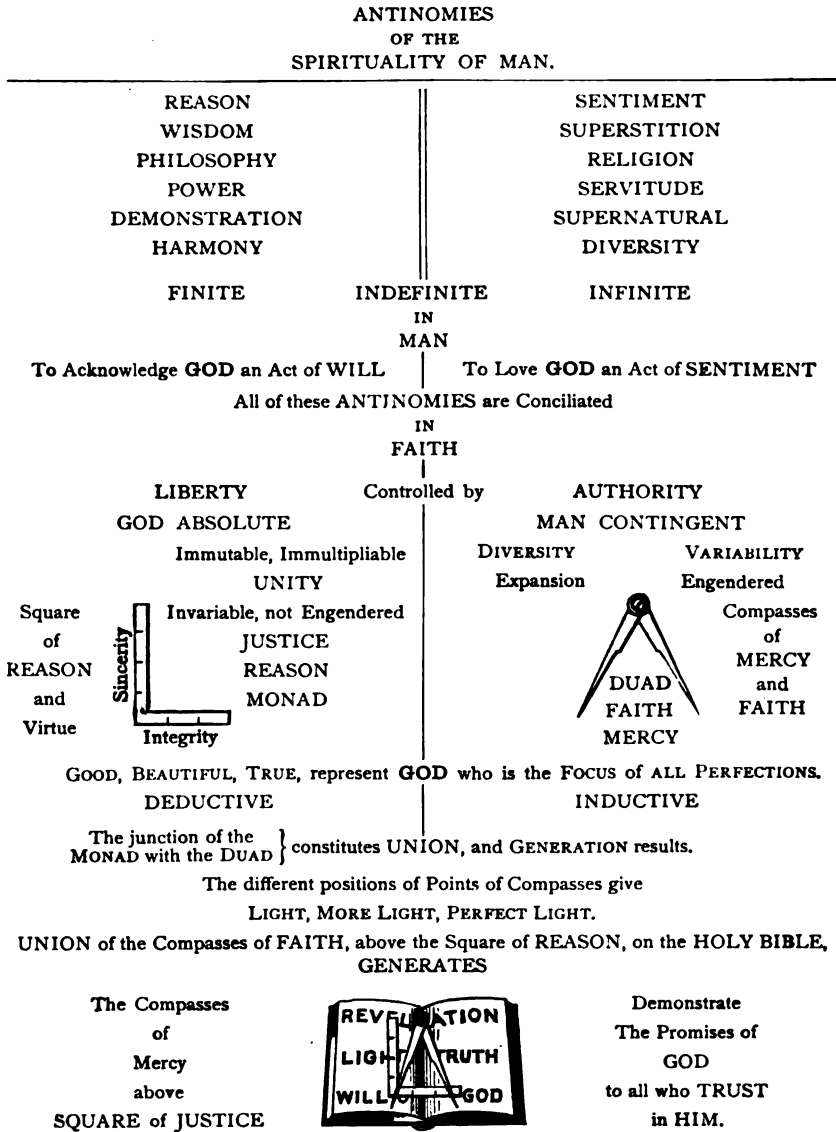 ANTINOMIES
OF THE
SPIRITUALITY OF MAN.
REASON SENTIMENT
WISDOM SUPERSTITION
PHILOSOPHY RELIGION
POWER SERVITUDE
DEMONSTRATION SUPERNATURAL
HARMONY DIVERSITY
FINITE INDEFINITE INFINITE
IN
MAN
To Acknowledge GOD an Act of WILL To Love GOD an Act of SENTIMENT
All of these ANTINOMIES are Conciliated
IN
FAITH
LIBERTY Controlled by AUTHORITY
GOD ABSOLUTE MAN CONTINGENT
Immutable, Immultipliable DIVERSITY VARIABILITY
UNITY Expansion Engendered
Square Invariable, not Engendered Compasses
of JUSTICE of
REASON Sincerity REASON DUAD MERCY
and MONAD FAITH and
Virtue Integrity MERCY FAITH
GOOD, BEAUTIFUL, TRUE, represent GOD who is the FOCUS of ALL PERFECTIONS.
DEDUCTIVE INDUCTIVE
The junction of the
MONAD with the DUAD } constitutes UNION, and GENERATION results.
The different positions of Points of Compasses give
LIGHT, MORE LIGHT, PERFECT LIGHT.
UNION of the Compasses of FAITH, above the Square of REASON, on the HOLY BIBLE,
GENERATES
The Compasses
of
Mercy
above
SQUARE of JUSTICE
REVELATION
LIGHT TRUTH
WILL OF GOD
Demonstrate
The Promises of
GOD
to all who TRUST
in HIM.